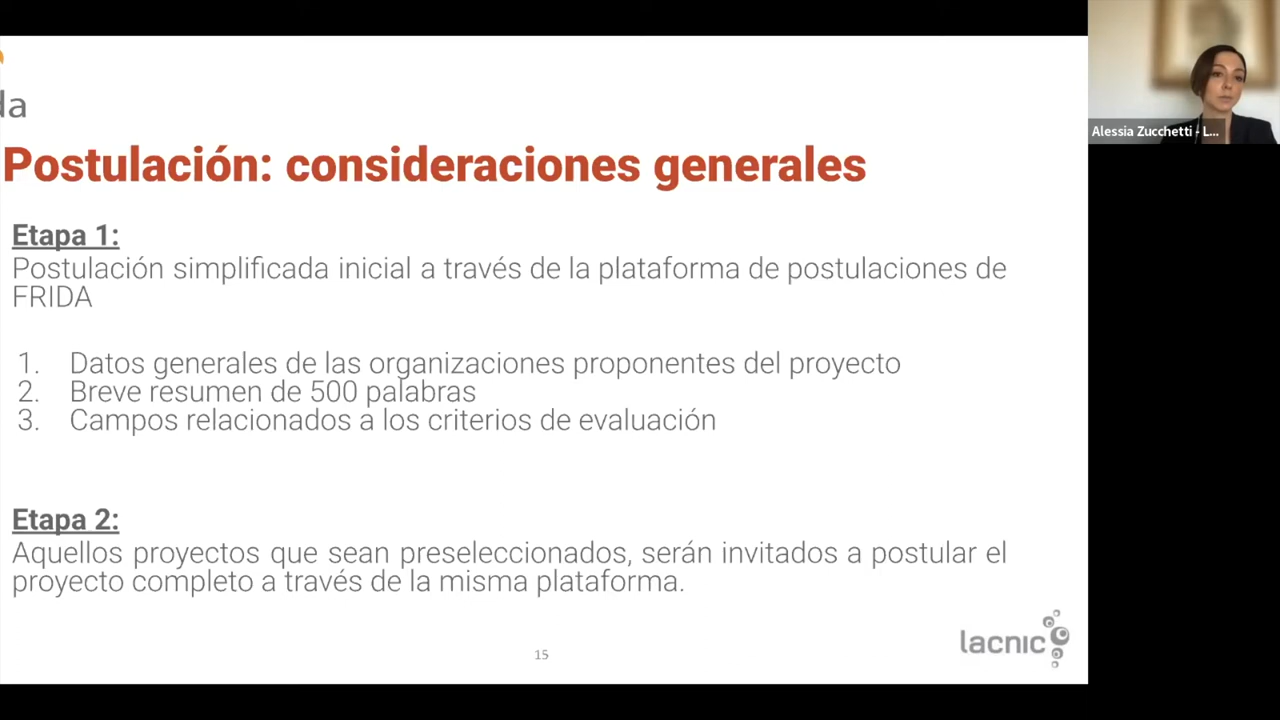 da
Alessia Zucchetti - L...
Postulación: consideraciones generales
Etapa 1:
Postulación simplificada inicial a través de la plataforma de postulaciones de
FRIDA
1. Datos generales de las organizaciones proponentes del proyecto
2. Breve resumen de 500 palabras
3. Campos relacionados a los criterios de evaluación
Etapa 2:
Aquellos proyectos que sean preseleccionados, serán invitados a postular el
proyecto completo a través de la misma plataforma.
lacnic
15